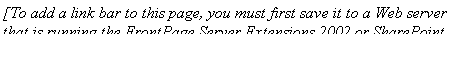 [To add a link bar to this page, you must first save it to a Web server
that is running the FrontPage Server Extensions 2002 or SharePoint